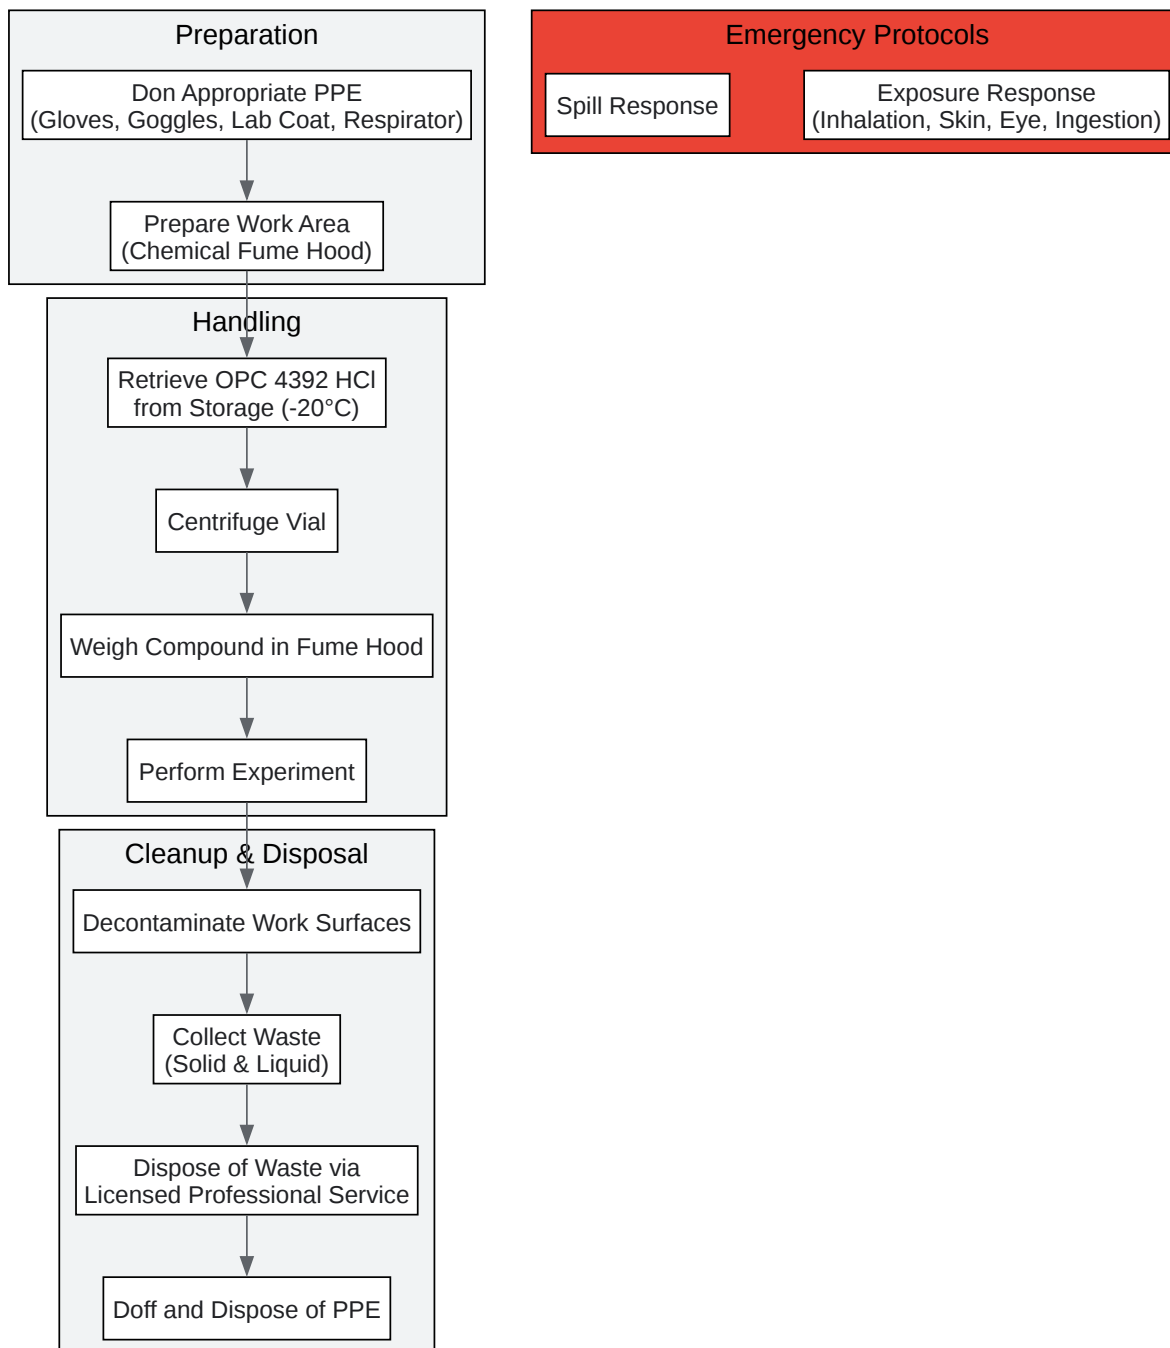 Preparation
Don Appropriate PPE
(Gloves, Goggles, Lab Coat, Respirator)
Prepare Work Area
(Chemical Fume Hood)
Handling
Retrieve OPC 4392 HCl
from Storage (-20°C)
Centrifuge Vial
Weigh Compound in Fume Hood
Perform Experiment
Cleanup & Disposal
Decontaminate Work Surfaces
Collect Waste
(Solid & Liquid)
Dispose of Waste via
Licensed Professional Service
Doff and Dispose of PPE
Emergency Protocols
Spill Response
Exposure Response
(Inhalation, Skin, Eye, Ingestion)